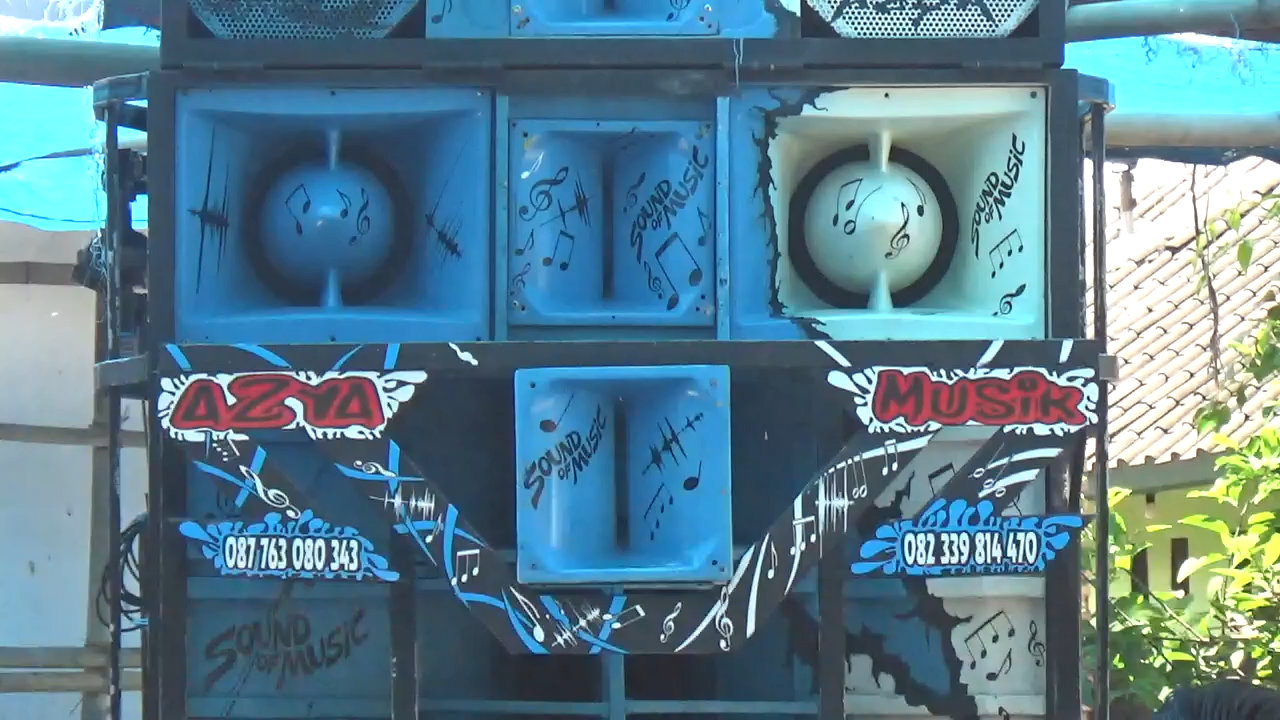 SOUND
OF MUSIC
SOUND
OF MUSIC
AZYA
MUSIK
SOUND
OF MUSIC
087 763 080 343
082 339 814 470
SOUND
OF MUSIC